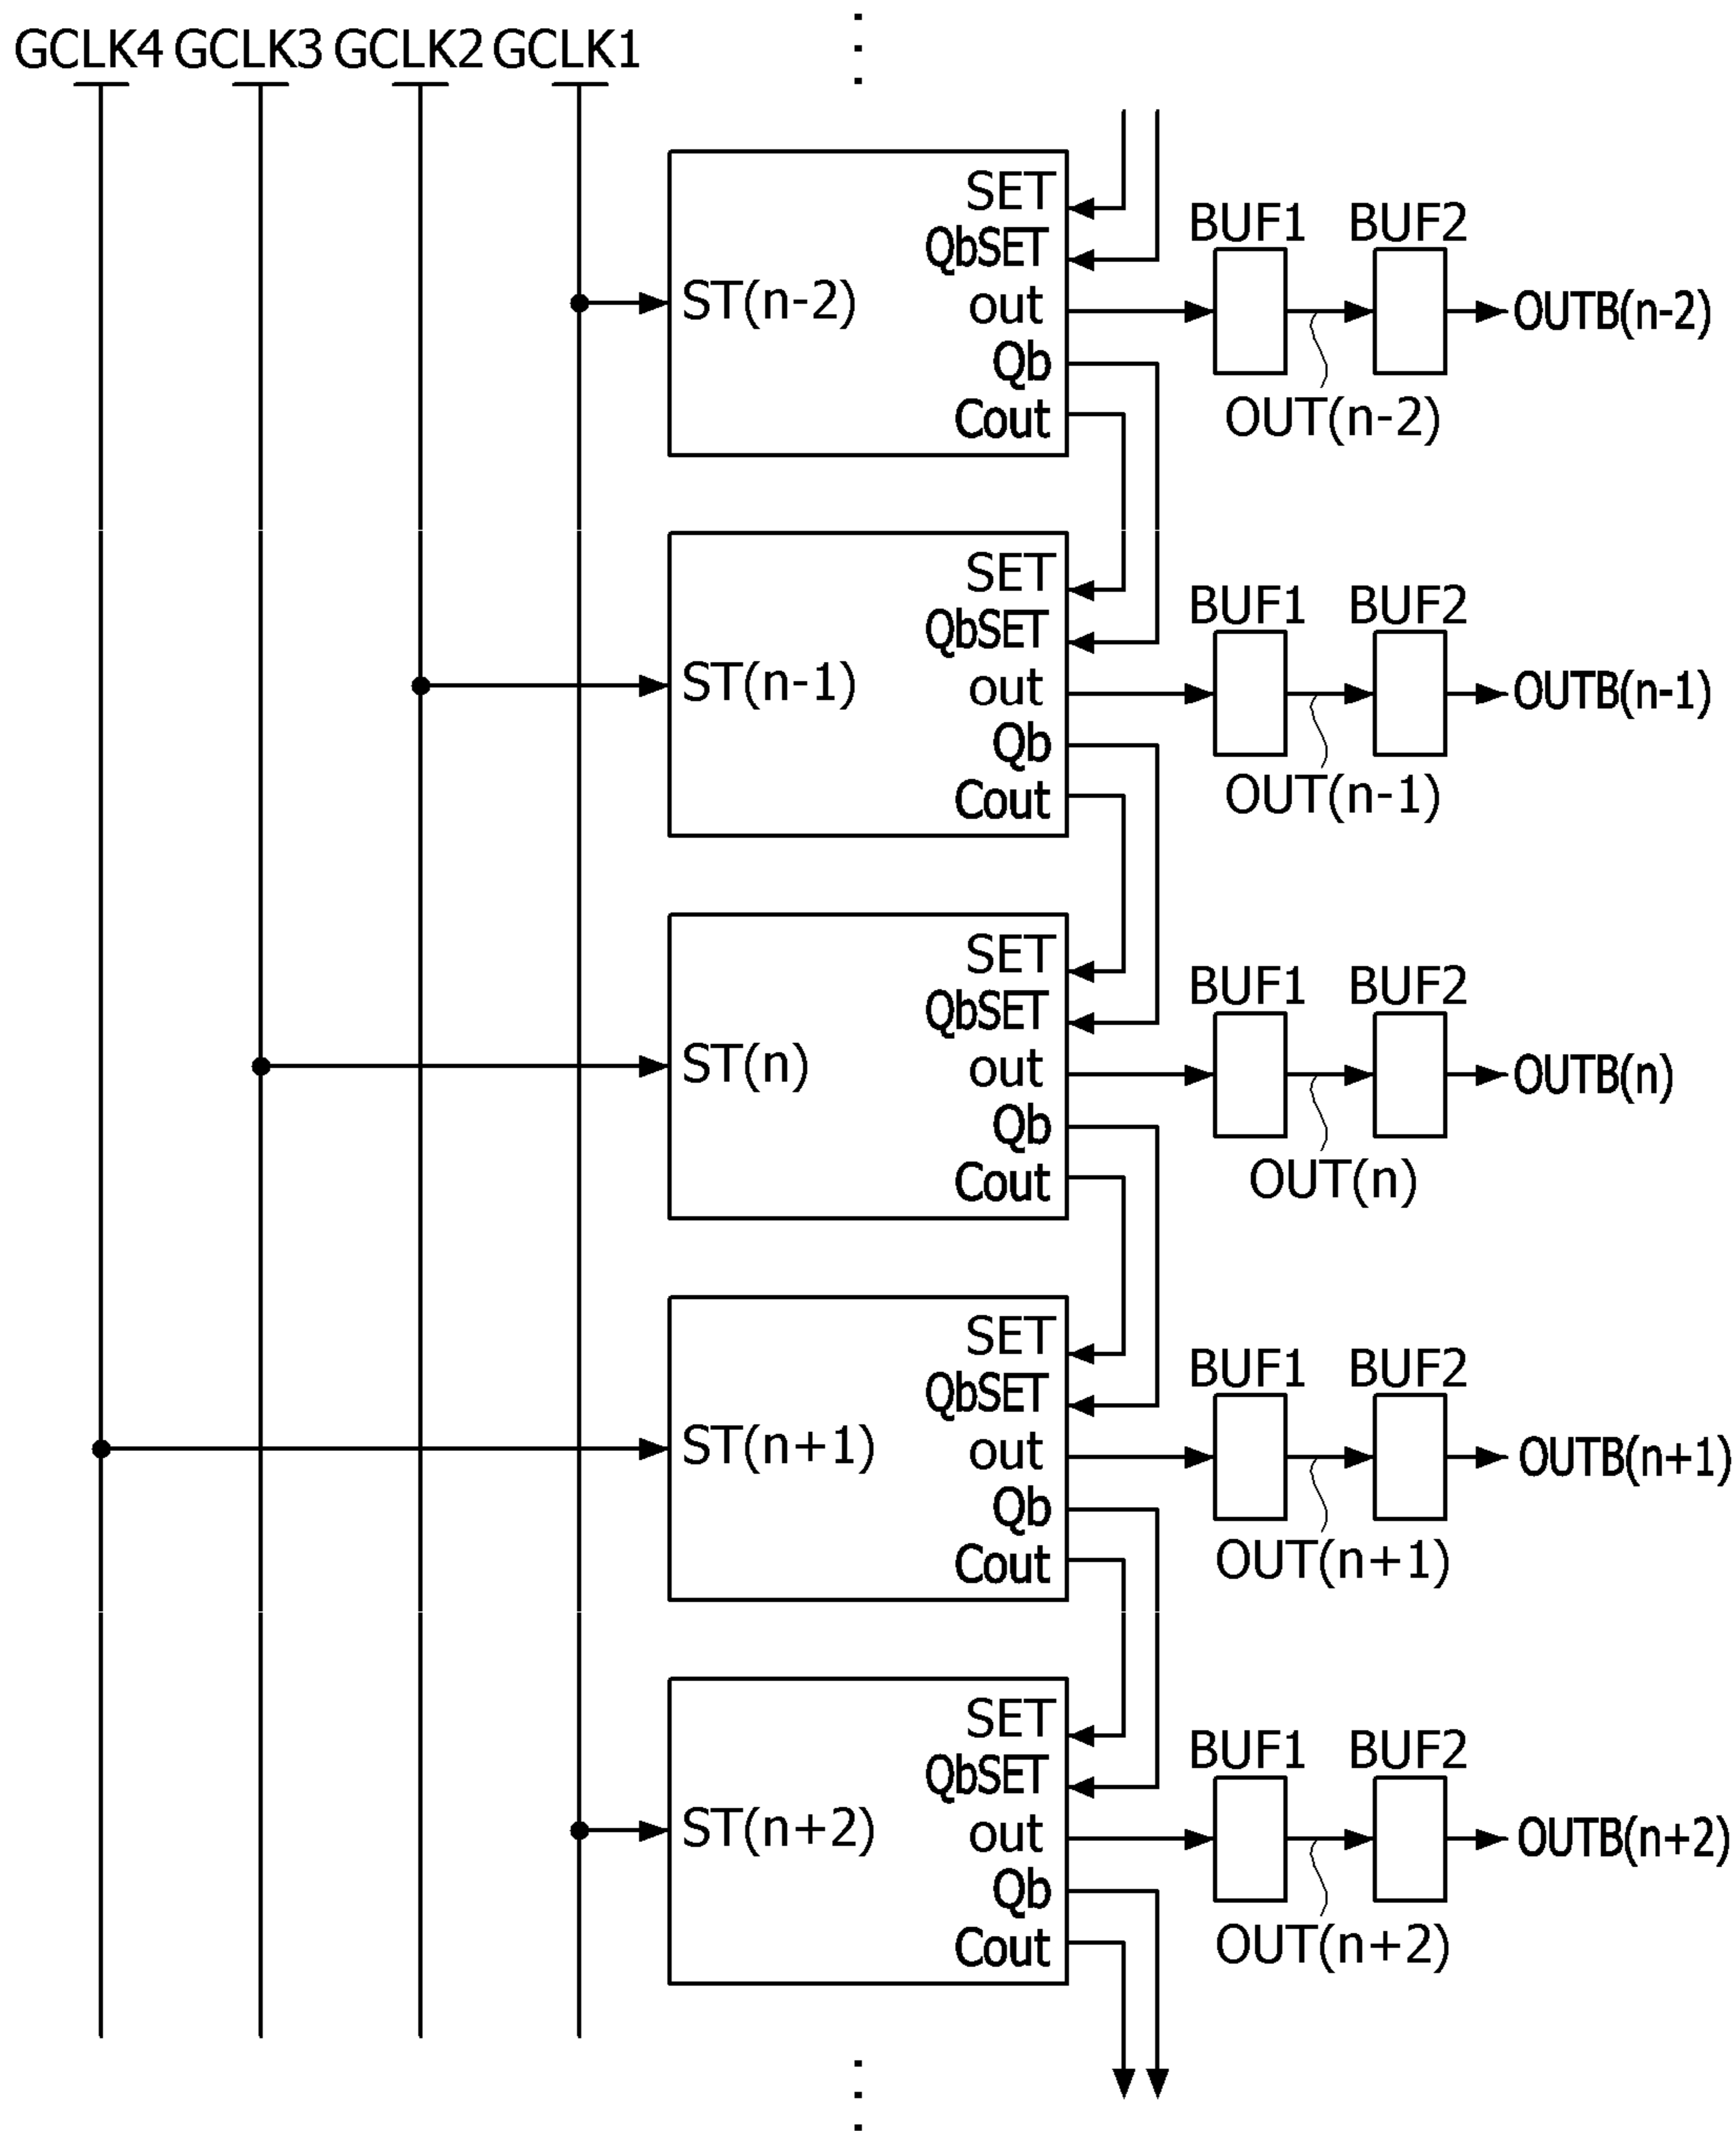 GCLK4 GCLK3 GCLK2 GCLK1
SET
QbSET
ST(n-2)
out
Qb
Cout
BUF1 BUF2
OUTB(n-2)
OUT(n-2)
SET
QbSET
ST(n-1)
out
Qb
Cout
BUF1 BUF2
OUTB(n-1)
OUT(n-1)
SET
QbSET
ST(n)
out
Qb
Cout
BUF1 BUF2
OUTB(n)
OUT(n)
SET
QbSET
ST(n+1)
out
Qb
Cout
BUF1 BUF2
OUTB(n+1)
OUT(n+1)
SET
QbSET
ST(n+2)
out
Qb
Cout
BUF1 BUF2
OUTB(n+2)
OUT(n+2)